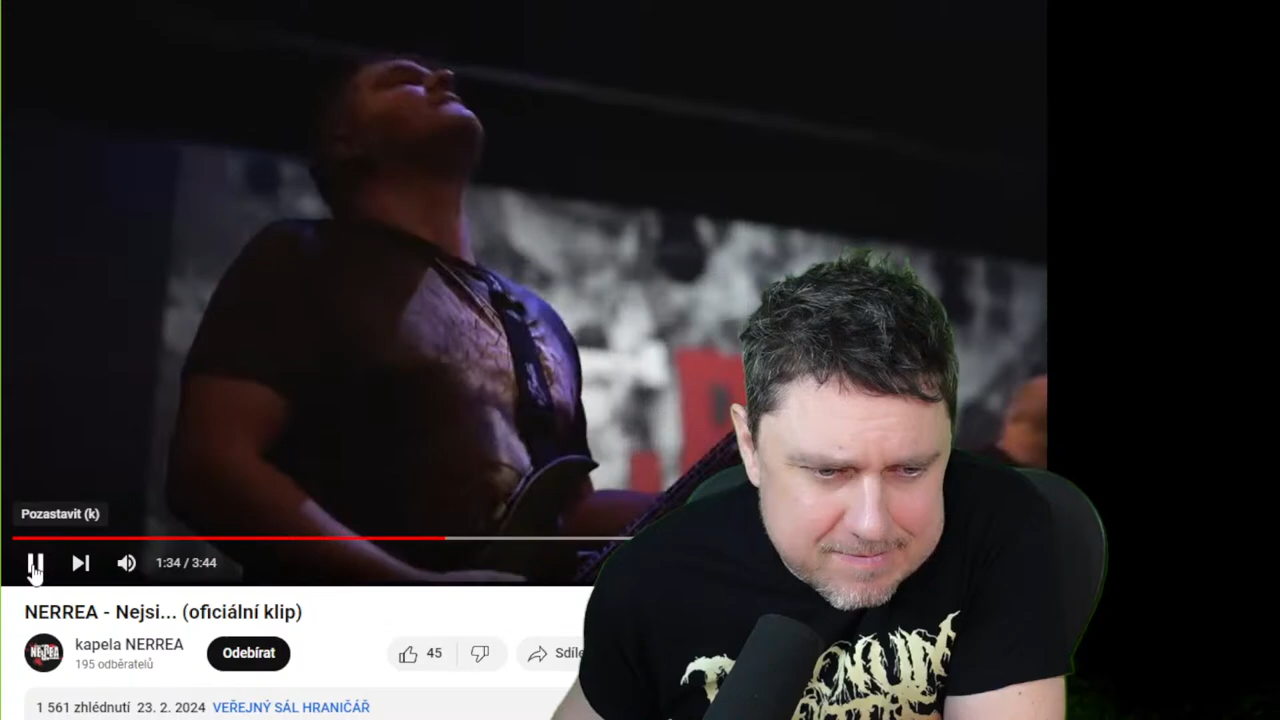 Pozastavit (k)
1:34 / 3:44
NERREA - Nejsi... (oficiální klip)
kapela NERREA
195 odběratelů
Odebírat
45
1 561 zhlédnutí 23. 2. 2024 VEŘEJNÝ SÁL HRANIČÁŘ